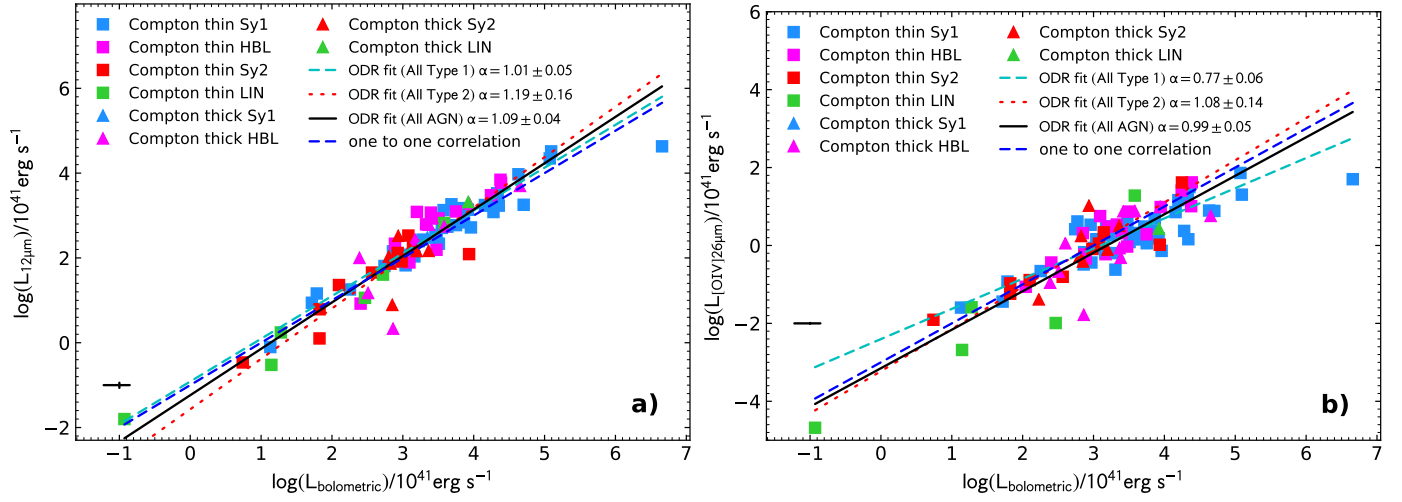 Compton thin Sy1
Compton thin HBL
Compton thin Sy2
Compton thin LIN
Compton thick Sy1
Compton thick HBL
Compton thick Sy2
Compton thick LIN
ODR fit (All Type 1) α=1.01±0.05
ODR fit (All Type 2) α=1.19±0.16
ODR fit (All AGN) α=1.09±0.04
one to one correlation
6
4
2
0
−2
log(L12μm)/10^41 erg s^−1
a)
−1 0 1 2 3 4 5 6 7
log(Lbolometric)/10^41 erg s^−1
Compton thin Sy1
Compton thin HBL
Compton thin Sy2
Compton thin LIN
Compton thick Sy1
Compton thick HBL
Compton thick Sy2
Compton thick LIN
ODR fit (All Type 1) α=0.77±0.06
ODR fit (All Type 2) α=1.08±0.14
ODR fit (All AGN) α=0.99±0.05
one to one correlation
6
4
2
0
−2
−4
log(L[OIV]26μm)/10^41 erg s^−1
b)
−1 0 1 2 3 4 5 6 7
log(Lbolometric)/10^41 erg s^−1